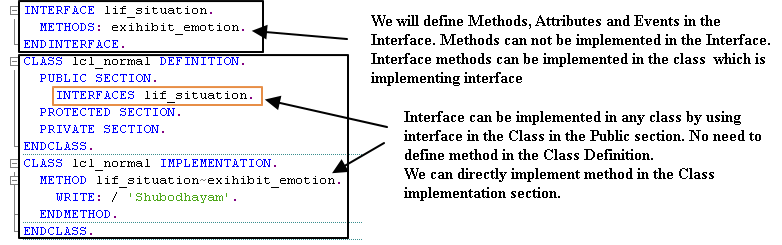 INTERFACE lif_situation.
METHODS: exihibit_emotion.
ENDINTERFACE.
CLASS lcl_normal DEFINITION.
PUBLIC SECTION.
INTERFACES lif_situation.
PROTECTED SECTION.
PRIVATE SECTION.
ENDCLASS.
CLASS lcl_normal IMPLEMENTATION.
METHOD lif_situation~exihibit_emotion.
WRITE: / 'Shubodhayam'.
ENDMETHOD.
ENDCLASS.
We will define Methods, Attributes and Events in the
Interface. Methods can not be implemented in the Interface.
Interface methods can be implemented in the class which is
implementing interface
Interface can be implemented in any class by using
interface in the Class in the Public section. No need to
define method in the Class Definition.
We can directly implement method in the Class
implementation section.